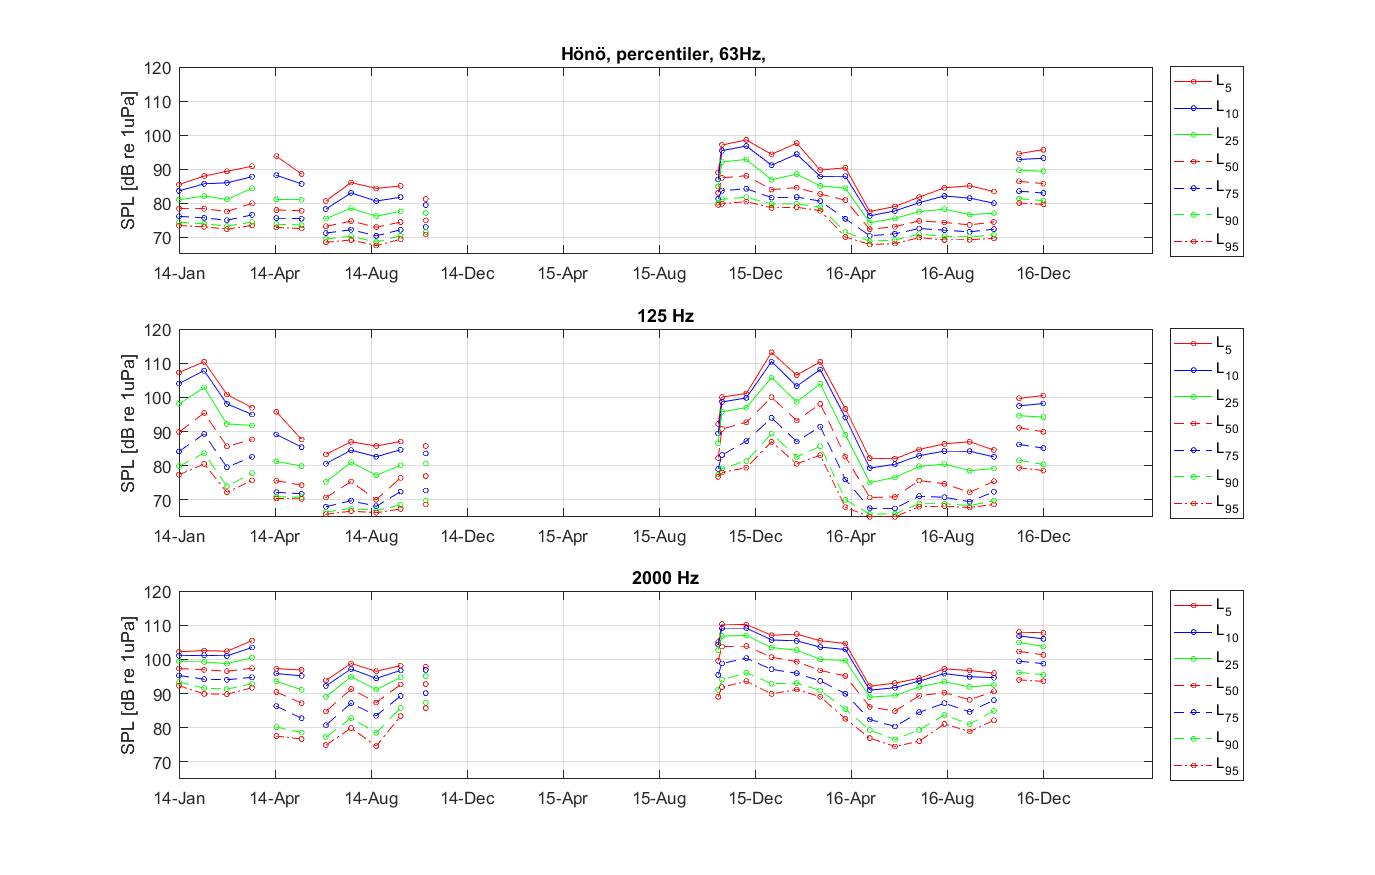 Hönö, percentiler, 63Hz,
SPL [dB re 1uPa]
120
110
100
90
80
70
14-Jan 14-Apr 14-Aug 14-Dec 15-Apr 15-Aug 15-Dec 16-Apr 16-Aug 16-Dec
L5
L10
L25
L50
L75
L90
L95
125 Hz
SPL [dB re 1uPa]
120
110
100
90
80
70
14-Jan 14-Apr 14-Aug 14-Dec 15-Apr 15-Aug 15-Dec 16-Apr 16-Aug 16-Dec
L5
L10
L25
L50
L75
L90
L95
2000 Hz
SPL [dB re 1uPa]
120
110
100
90
80
70
14-Jan 14-Apr 14-Aug 14-Dec 15-Apr 15-Aug 15-Dec 16-Apr 16-Aug 16-Dec
L5
L10
L25
L50
L75
L90
L95